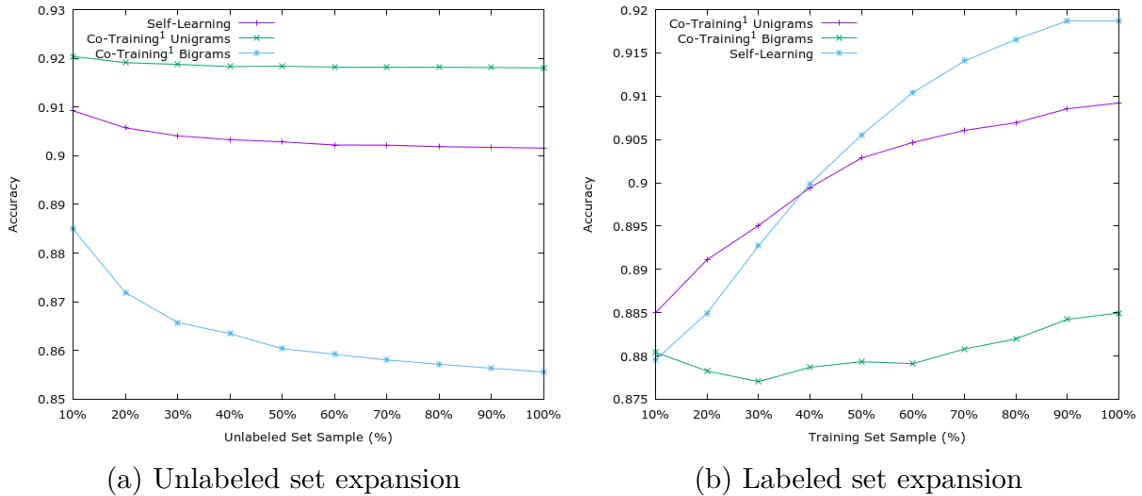 0.93
0.92
0.91
0.9
0.89
0.88
0.87
0.86
0.85
10% 20% 30% 40% 50% 60% 70% 80% 90% 100%
Accuracy
Unlabeled Set Sample (%)
Self-Learning
Co-Training¹ Unigrams
Co-Training¹ Bigrams
(a) Unlabeled set expansion
0.92
0.915
0.91
0.905
0.9
0.895
0.89
0.885
0.88
0.875
10% 20% 30% 40% 50% 60% 70% 80% 90% 100%
Accuracy
Training Set Sample (%)
Co-Training¹ Unigrams
Co-Training¹ Bigrams
Self-Learning
(b) Labeled set expansion